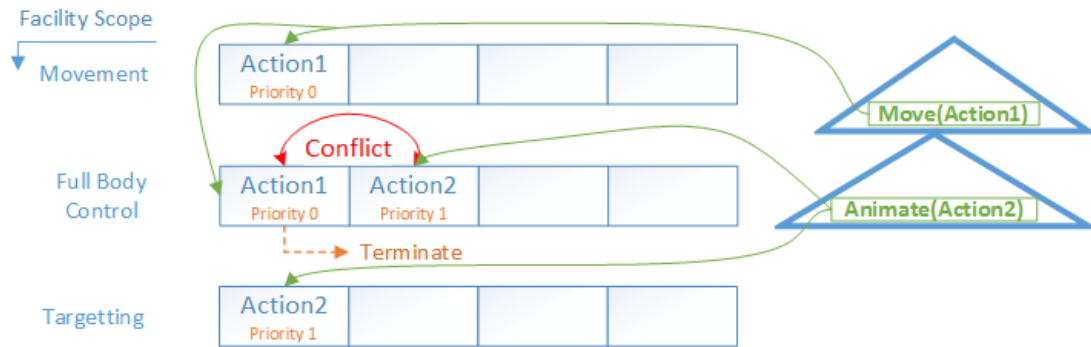 Facility Scope
Movement
Action1
Priority 0
Move(Action1)
Conflict
Full Body
Control
Action1
Priority 0
Action2
Priority 1
Animate(Action2)
Terminate
Targetting
Action2
Priority 1